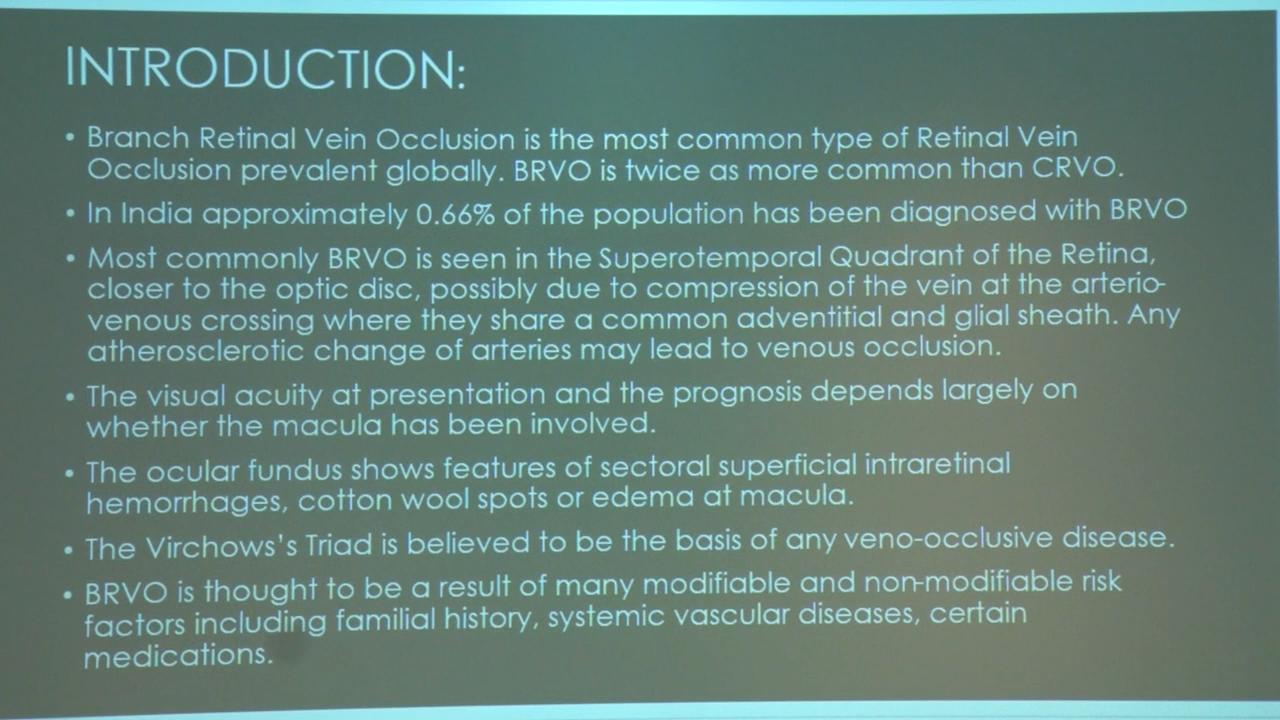 INTRODUCTION:
• Branch Retinal Vein Occlusion is the most common type of Retinal Vein
Occlusion prevalent globally. BRVO is twice as more common than CRVO.
• In India approximately 0.66% of the population has been diagnosed with BRVO
• Most commonly BRVO is seen in the Superotemporal Quadrant of the Retina,
closer to the optic disc, possibly due to compression of the vein at the arterio-
venous crossing where they share a common adventitial and glial sheath. Any
atherosclerotic change of arteries may lead to venous occlusion.
• The visual acuity at presentation and the prognosis depends largely on
whether the macula has been involved.
• The ocular fundus shows features of sectoral superficial intraretinal
hemorrhages, cotton wool spots or edema at macula.
• The Virchows's Triad is believed to be the basis of any veno-occlusive disease.
• BRVO is thought to be a result of many modifiable and non-modifiable risk
factors including familial history, systemic vascular diseases, certain
medications.